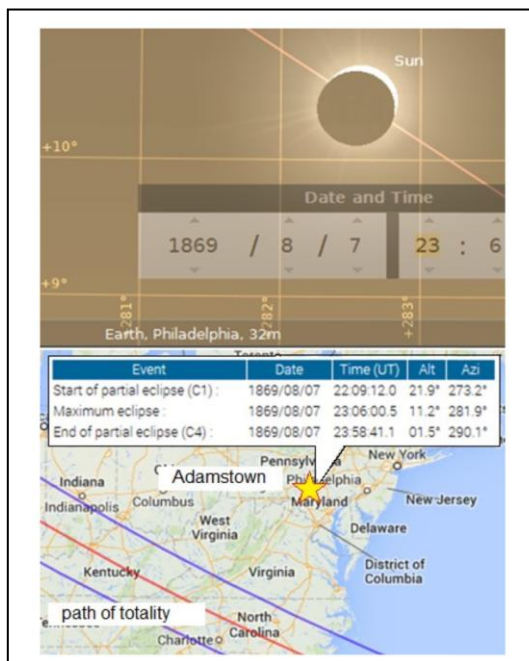 Sun
+10°
Date and Time
1869 / 8 / 7 23 : 6
+9°
281°
282°
283°
Earth, Philadelphia, 32m
Toronto
Event Date Time (UT) Alt Azi
Start of partial eclipse (C1) : 1869/08/07 22:09:12.0 21.9° 273.2°
Maximum eclipse : 1869/08/07 23:06:00.5 11.2° 281.9°
End of partial eclipse (C4) : 1869/08/07 23:58:41.1 01.5° 290.1°
New York
Adamstown
Philadelphia
Indiana
Indianapolis
Columbus
Maryland
New Jersey
West
Virginia
Delaware
District of
Columbia
Kentucky
Virginia
path of totality
North
Carolina
Charlotte